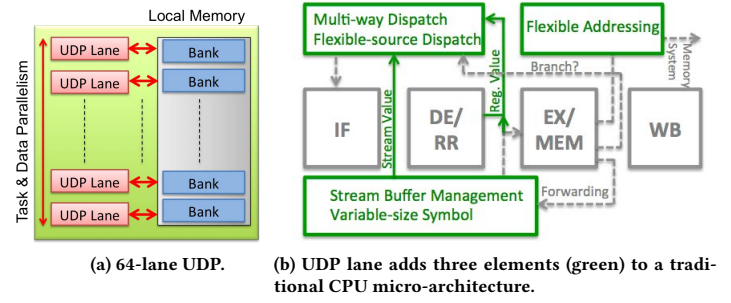 Local Memory
Task & Data Parallelism
UDP Lane
Bank
UDP Lane
Bank
UDP Lane
Bank
UDP Lane
Bank
(a) 64-lane UDP.
Multi-way Dispatch
Flexible-source Dispatch
Flexible Addressing
Memory
System
Branch?
Reg. Value
Stream Value
IF
DE/
RR
EX/
MEM
WB
Forwarding
Stream Buffer Management
Variable-size Symbol
(b) UDP lane adds three elements (green) to a tradi-
tional CPU micro-architecture.